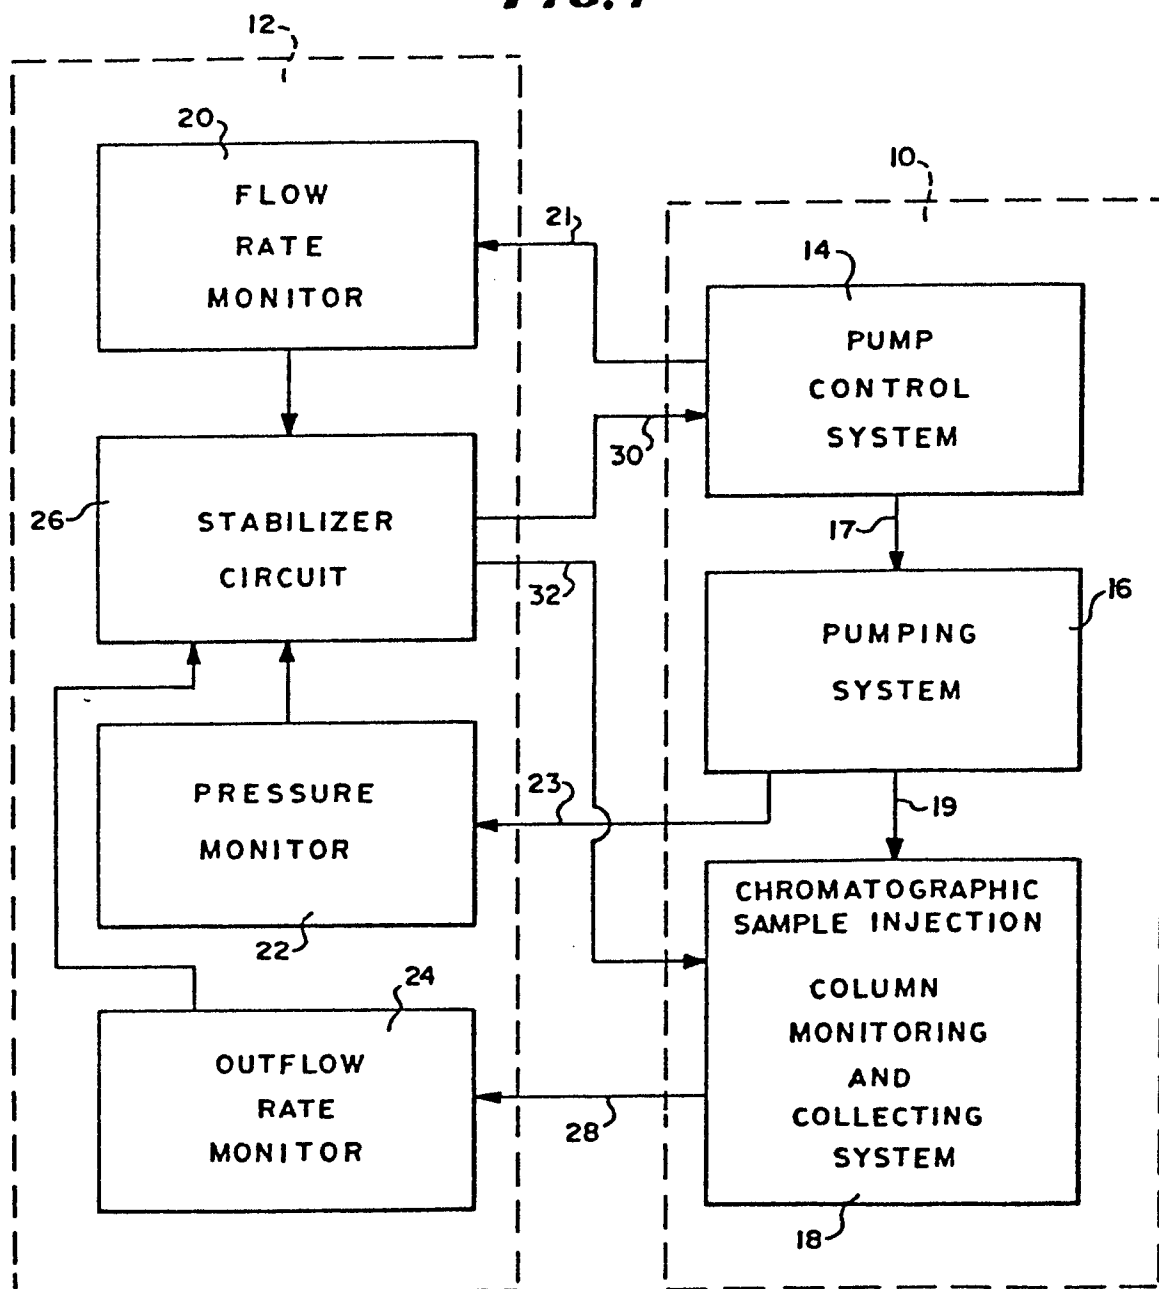 12
20
FLOW
RATE
MONITOR
21
10
14
PUMP
CONTROL
SYSTEM
30
26
STABILIZER
CIRCUIT
17
32
16
PUMPING
SYSTEM
PRESSURE
MONITOR
23
19
22
CHROMATOGRAPHIC
SAMPLE INJECTION
COLUMN
MONITORING
AND
COLLECTING
SYSTEM
24
OUTFLOW
RATE
MONITOR
28
18